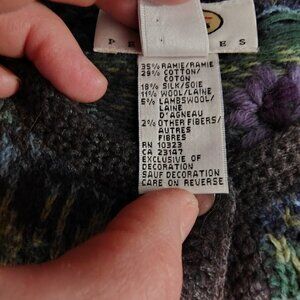 35% RAMIE/RAMIE
29% COTTON/
COTON
18% SILK/SOIE
11% WOOL/LAINE
5% LAMBSWOOL/
LAINE
D'AGNEAU
2% OTHER FIBERS/
AUTRES
FIBRES
RN 10323
CA 23147
EXCLUSIVE OF
DECORATION
SAUF DECORATION
CARE ON REVERSE